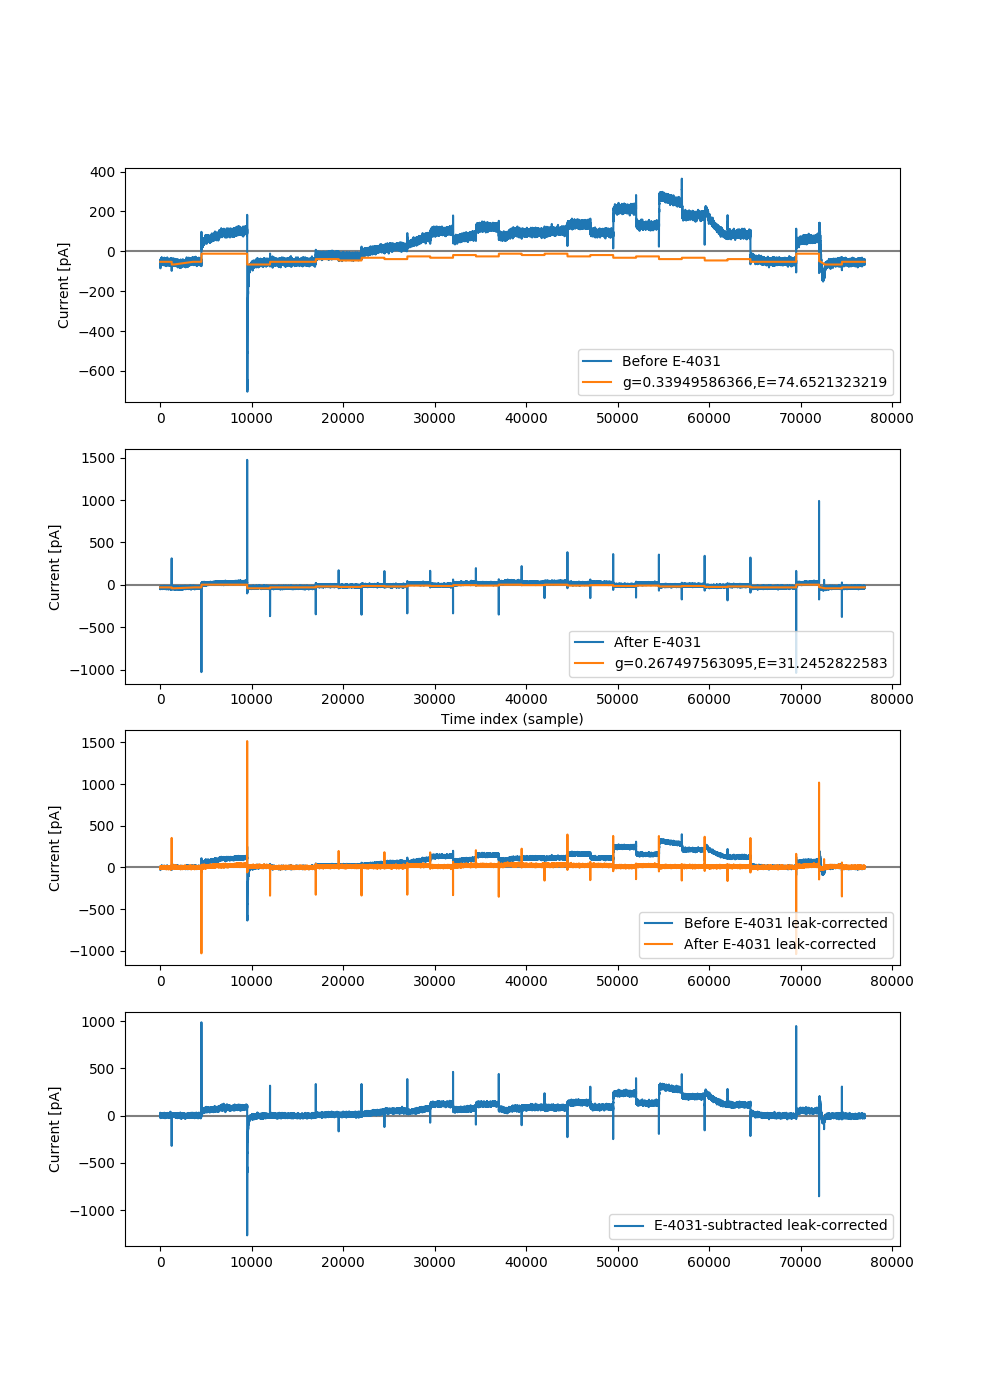 400
200
0
−200
−400
−600
Current [pA]
Before E-4031
g=0.33949586366,E=74.6521323219
0 10000 20000 30000 40000 50000 60000 70000 80000
1500
1000
500
0
−500
−1000
Current [pA]
After E-4031
g=0.267497563095,E=31.2452822583
0 10000 20000 30000 40000 50000 60000 70000 80000
Time index (sample)
1500
1000
500
0
−500
−1000
Current [pA]
Before E-4031 leak-corrected
After E-4031 leak-corrected
0 10000 20000 30000 40000 50000 60000 70000 80000
1000
500
0
−500
−1000
Current [pA]
E-4031-subtracted leak-corrected
0 10000 20000 30000 40000 50000 60000 70000 80000